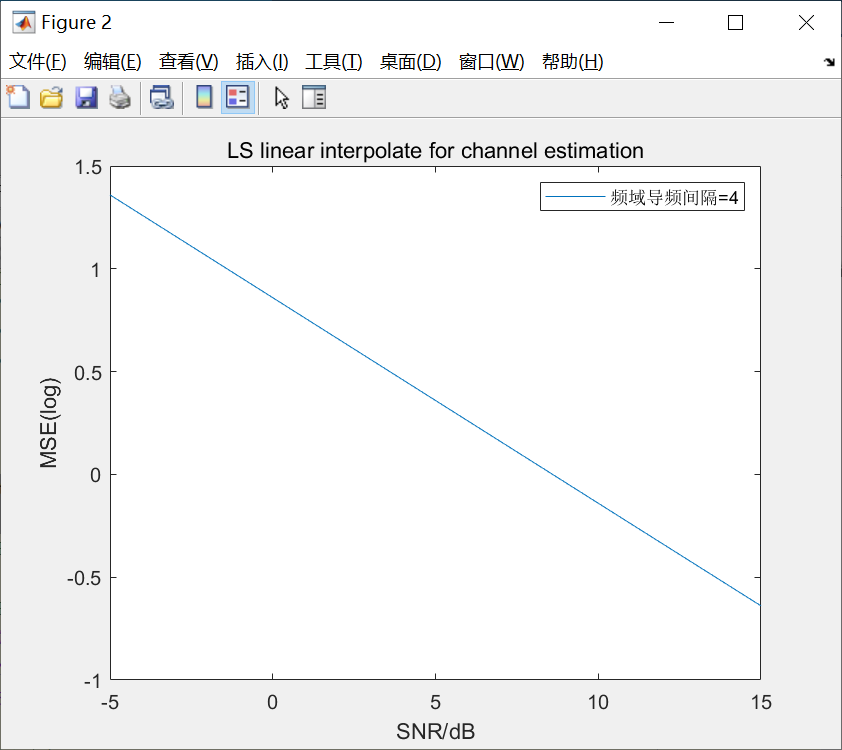 Figure 2
文件(F) 编辑(E) 查看(V) 插入(I) 工具(T) 桌面(D) 窗口(W) 帮助(H)
LS linear interpolate for channel estimation
频域导频间隔=4
1.5
1
0.5
0
-0.5
-1
MSE(log)
-5 0 5 10 15
SNR/dB